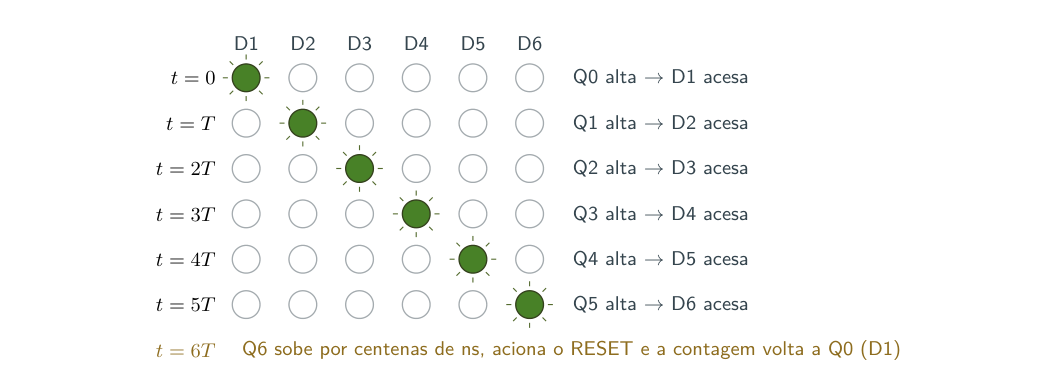 D1 D2 D3 D4 D5 D6
t = 0 Q0 alta → D1 acesa
t = T Q1 alta → D2 acesa
t = 2T Q2 alta → D3 acesa
t = 3T Q3 alta → D4 acesa
t = 4T Q4 alta → D5 acesa
t = 5T Q5 alta → D6 acesa
t = 6T Q6 sobe por centenas de ns, aciona o RESET e a contagem volta a Q0 (D1)